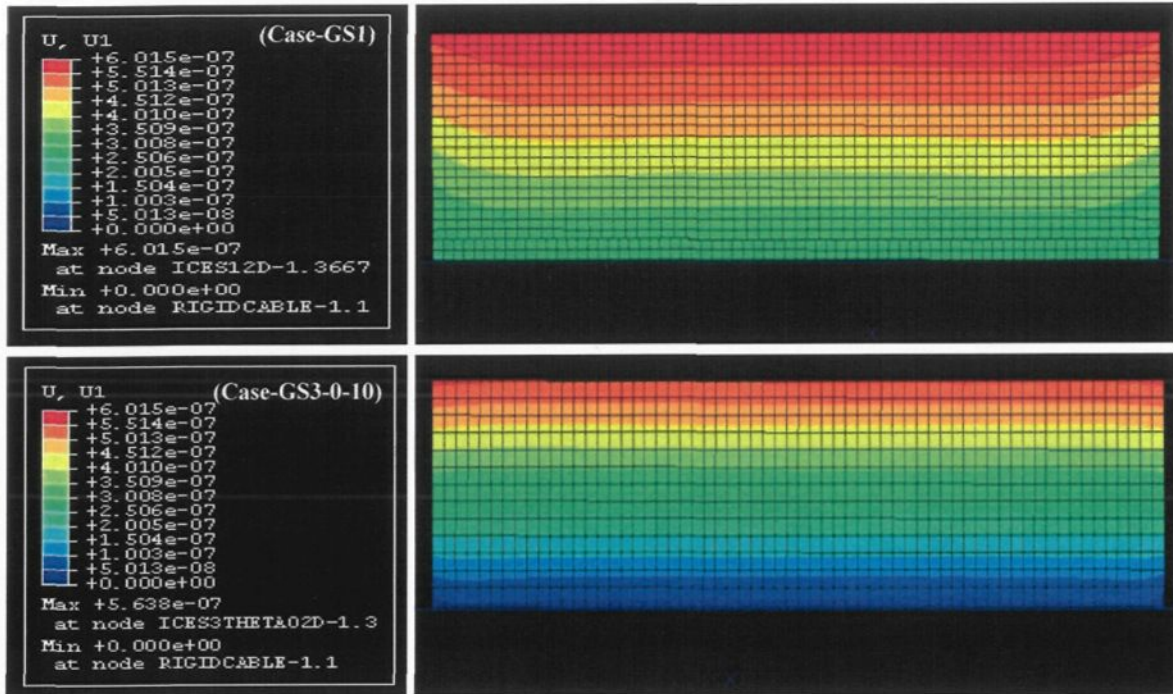 U, U1
(Case-GS1)
+6.015e-07
+5.514e-07
+5.013e-07
+4.512e-07
+4.010e-07
+3.509e-07
+3.008e-07
+2.506e-07
+2.005e-07
+1.504e-07
+1.003e-07
+5.013e-08
+0.000e+00
Max +6.015e-07
at node ICES12D-1.3667
Min +0.000e+00
at node RIGIDCABLE-1.1
U, U1
(Case-GS3-0-10)
+6.015e-07
+5.514e-07
+5.013e-07
+4.512e-07
+4.010e-07
+3.509e-07
+3.008e-07
+2.506e-07
+2.005e-07
+1.504e-07
+1.003e-07
+5.013e-08
+0.000e+00
Max +5.638e-07
at node ICES3THETA02D-1.3
Min +0.000e+00
at node RIGIDCABLE-1.1